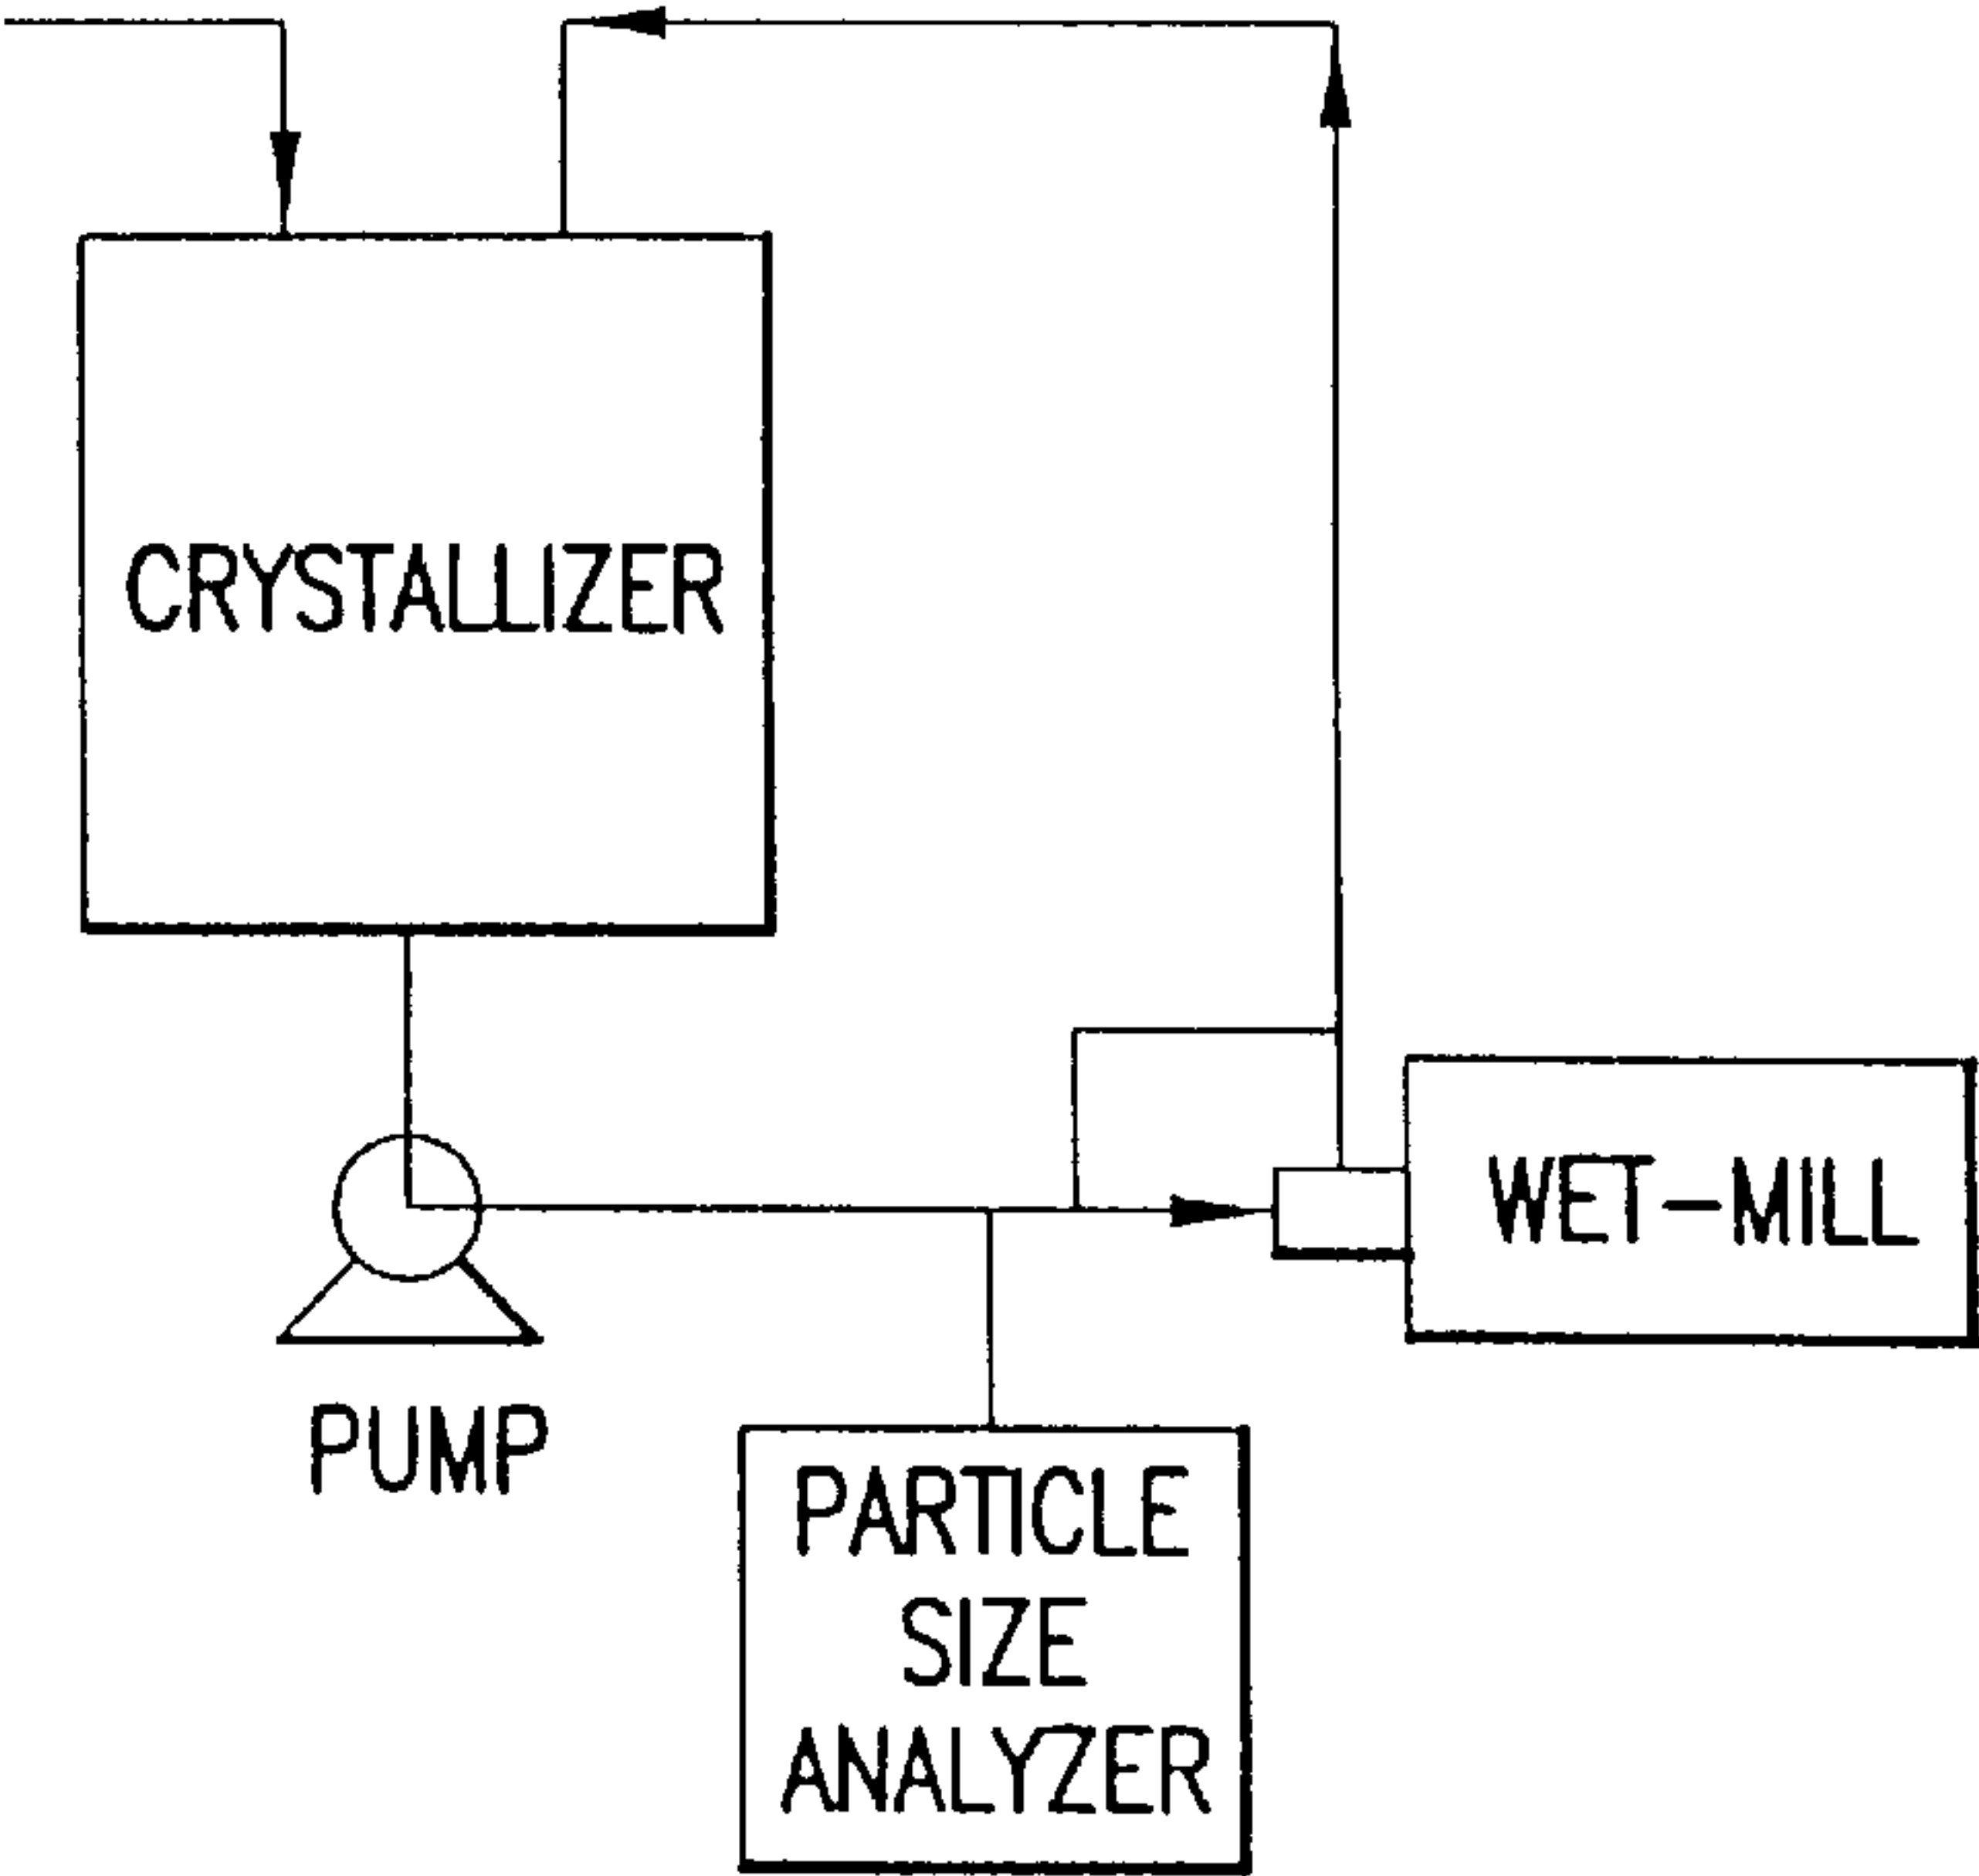 CRYSTALLIZER
WET-MILL
PUMP
PARTICLE
SIZE
ANALYZER